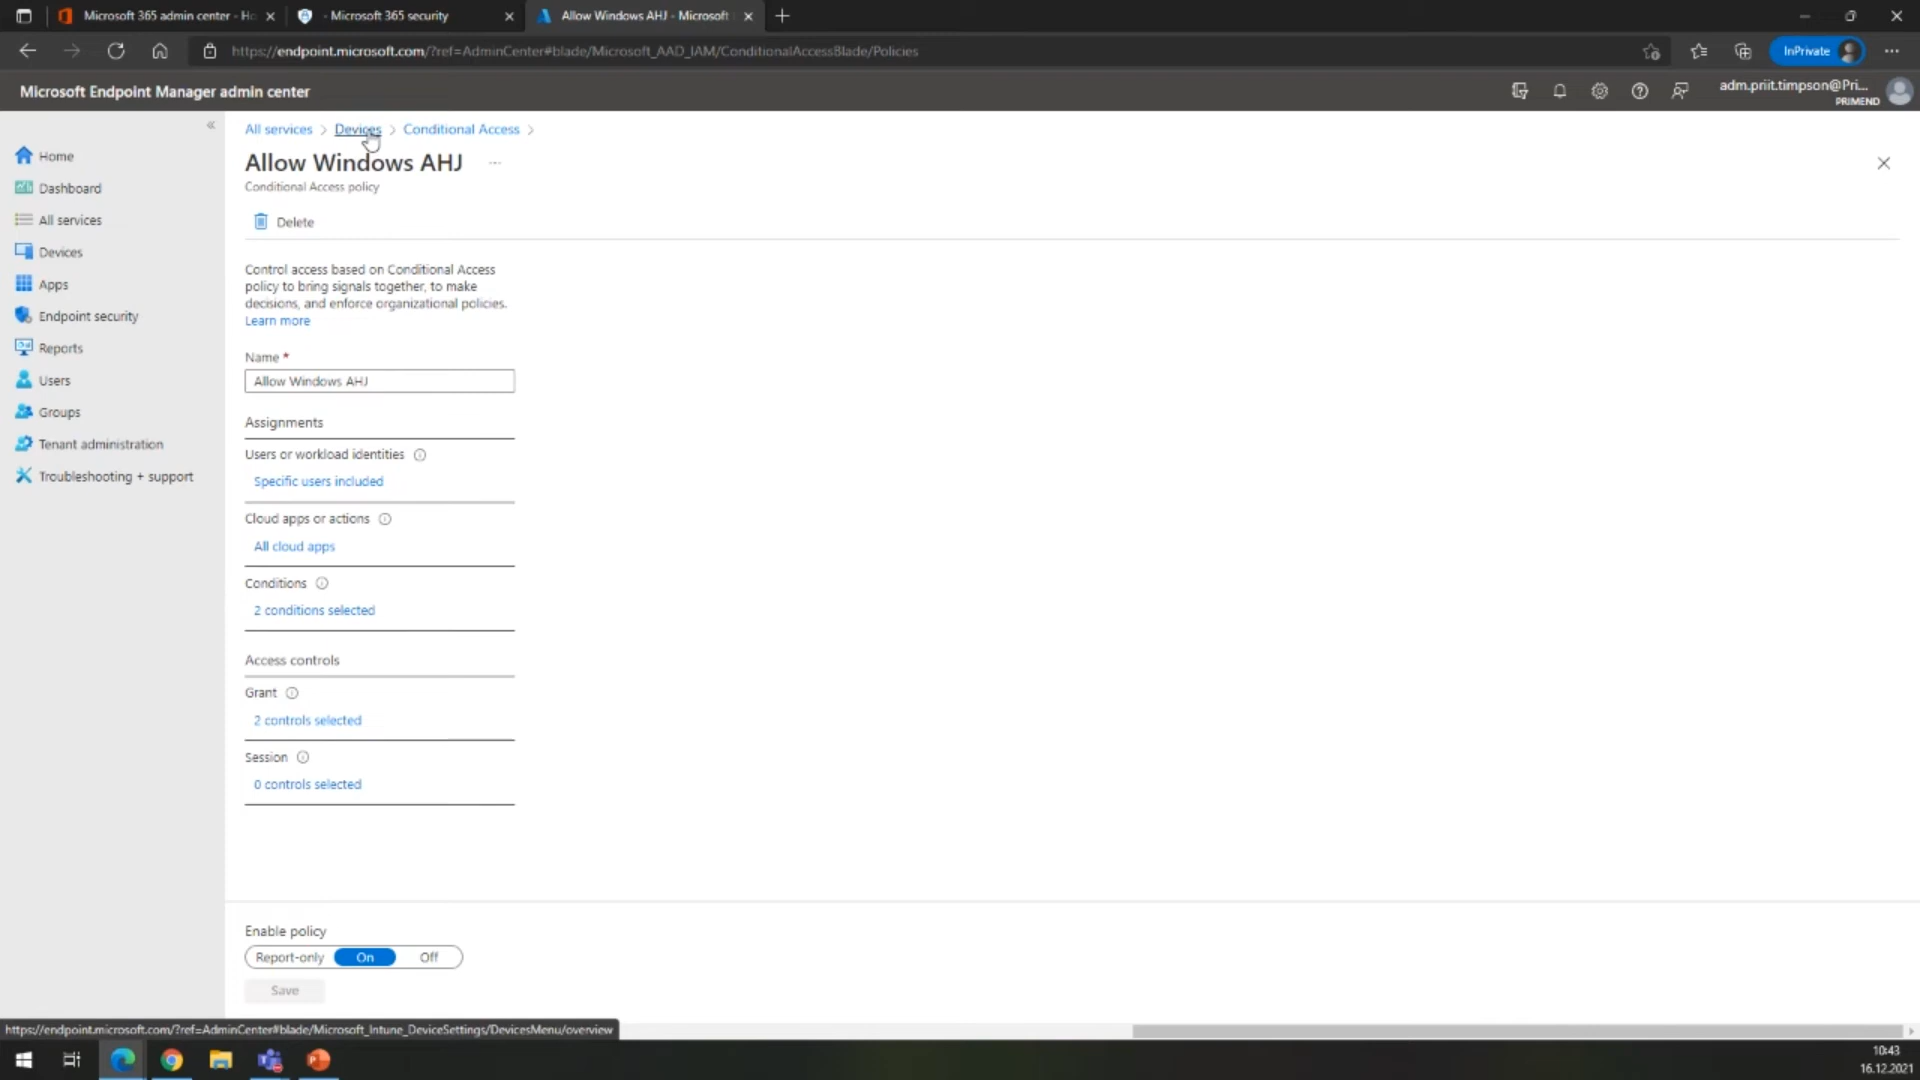 Microsoft 365 admin center - Ho
- Microsoft 365 security
Allow Windows AHJ - Microsoft
https://endpoint.microsoft.com/?ref=AdminCenter#blade/Microsoft_AAD_IAM/ConditionalAccessBlade/Policies
InPrivate
Microsoft Endpoint Manager admin center
adm.priit.timpson@Pri...
PRIMEND
All services > Devices > Conditional Access >
Home
Dashboard
All services
Devices
Apps
Endpoint security
Reports
Users
Groups
Tenant administration
Troubleshooting + support
Allow Windows AHJ ...
Conditional Access policy
Delete
Control access based on Conditional Access
policy to bring signals together, to make
decisions, and enforce organizational policies.
Learn more
Name *
Allow Windows AHJ
Assignments
Users or workload identities
Specific users included
Cloud apps or actions
All cloud apps
Conditions
2 conditions selected
Access controls
Grant
2 controls selected
Session
0 controls selected
Enable policy
Report-only On Off
Save
https://endpoint.microsoft.com/?ref=AdminCenter#blade/Microsoft_Intune_DeviceSettings/DevicesMenu/overview
10:43
16.12.2021